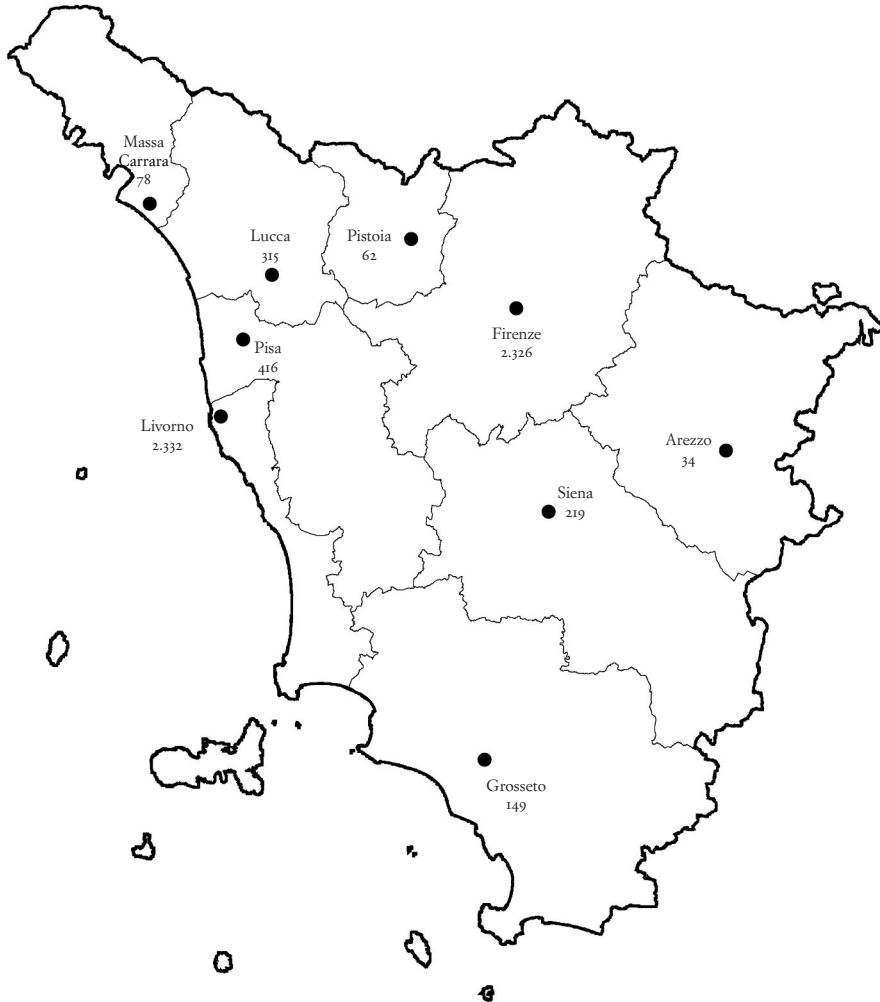 Massa
Carrara
78
Lucca
315
Pistoia
62
Firenze
2.326
Pisa
416
Livorno
2.332
Arezzo
34
Siena
219
Grosseto
149